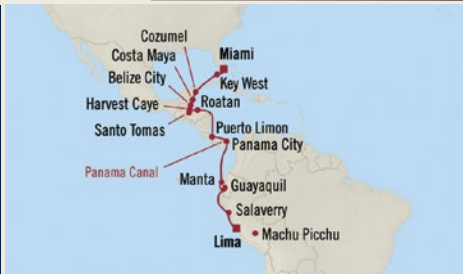 Cozumel
Costa Maya
Miami
Belize City
Key West
Harvest Caye
Roatan
Santo Tomas
Puerto Limon
Panama City
Panama Canal
Manta
Guayaquil
Salaverry
Lima
Machu Picchu